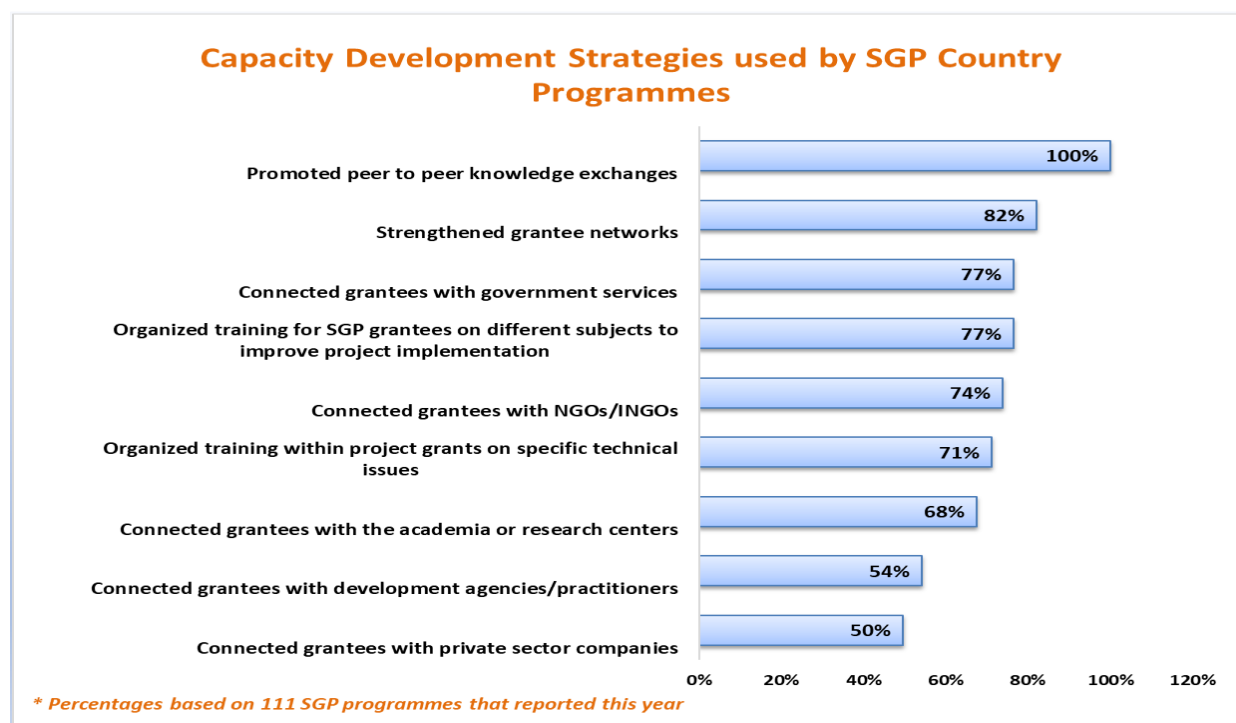 Capacity Development Strategies used by SGP Country
Programmes
Promoted peer to peer knowledge exchanges
100%
Strengthened grantee networks
82%
Connected grantees with government services
77%
Organized training for SGP grantees on different subjects to
improve project implementation
77%
Connected grantees with NGOs/INGOs
74%
Organized training within project grants on specific technical
issues
71%
Connected grantees with the academia or research centers
68%
Connected grantees with development agencies/practitioners
54%
Connected grantees with private sector companies
50%
0% 20% 40% 60% 80% 100% 120%
* Percentages based on 111 SGP programmes that reported this year